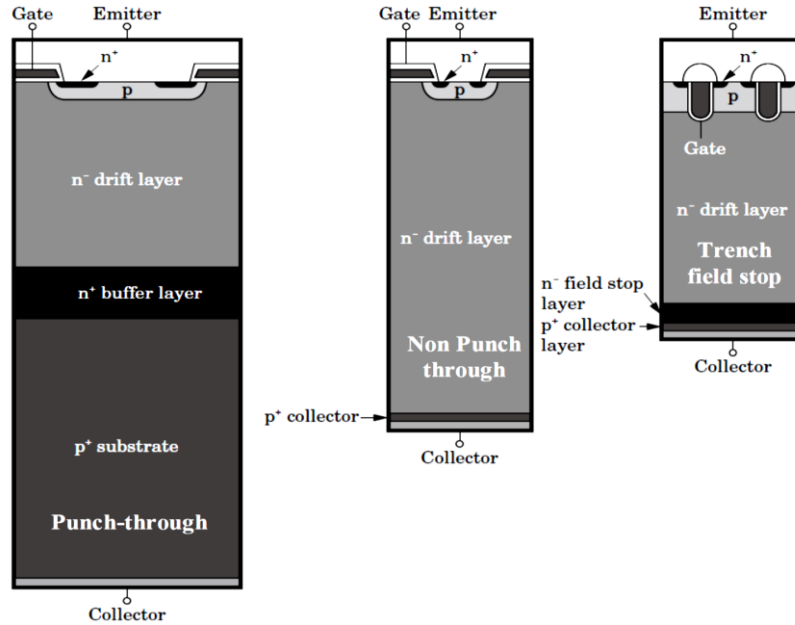 Gate
Emitter
n⁺
p
n⁻ drift layer
n⁺ buffer layer
p⁺ substrate
Punch-through
Collector
Gate
Emitter
n⁺
p
n⁻ drift layer
Non Punch
through
p⁺ collector
Collector
Emitter
n⁺
p
Gate
n⁻ drift layer
Trench
field stop
n⁻ field stop
layer
p⁺ collector
layer
Collector